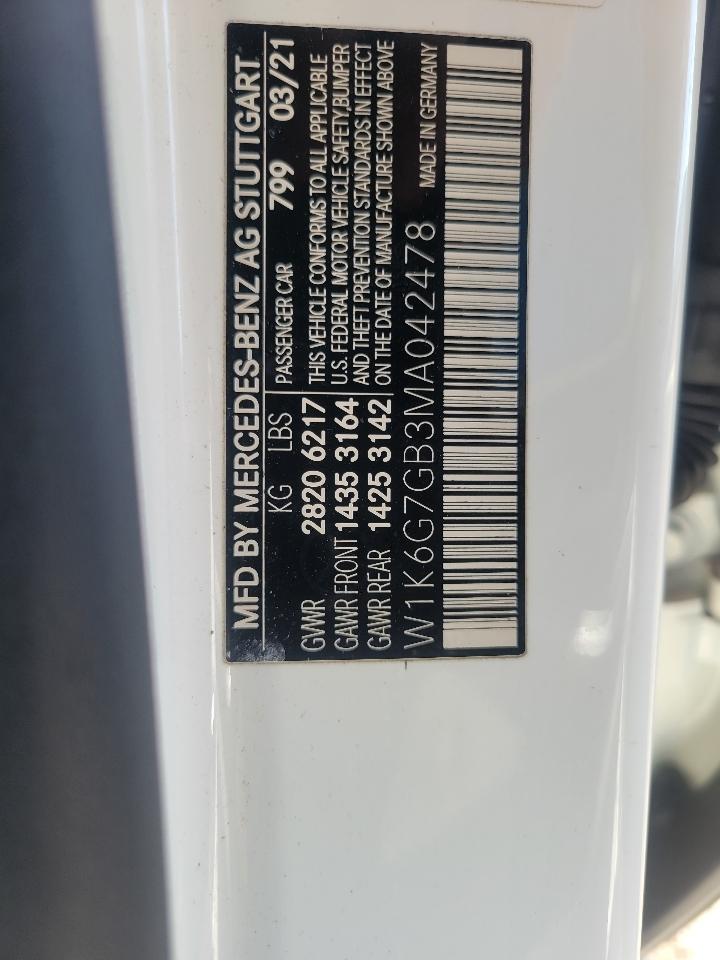 MFD BY MERCEDES-BENZ AG STUTTGART
KG LBS PASSENGER CAR 799 03/21
GVWR 2820 6217 THIS VEHICLE CONFORMS TO ALL APPLICABLE
GAWR FRONT 1435 3164 U.S. FEDERAL MOTOR VEHICLE SAFETY,BUMPER
GAWR REAR 1425 3142 AND THEFT PREVENTION STANDARDS IN EFFECT
ON THE DATE OF MANUFACTURE SHOWN ABOVE
W1K6G7GB3MA042478 MADE IN GERMANY